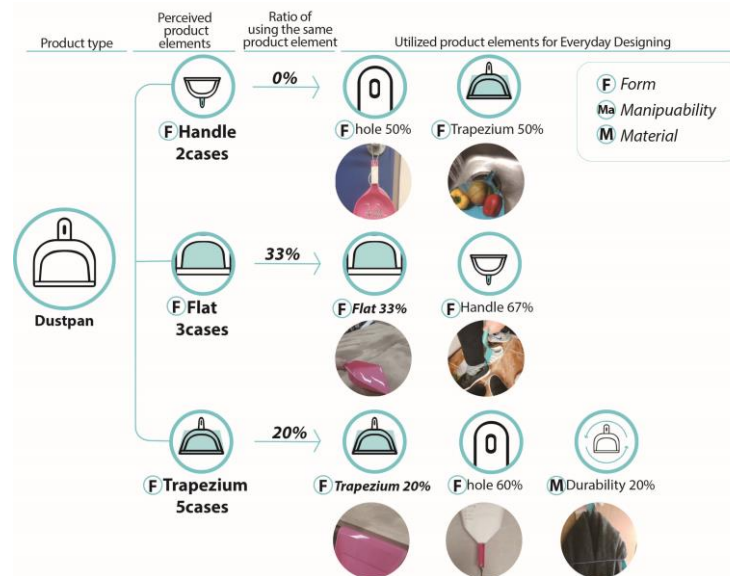 Product type
Perceived
product
elements
Ratio of
using the same
product element
Utilized product elements for Everyday Designing
F Form
Ma Manipuability
M Material
0%
F Handle
2cases
F hole 50%
F Trapezium 50%
Dustpan
33%
F Flat
3cases
F Flat 33%
F Handle 67%
20%
F Trapezium
5cases
F Trapezium 20%
F hole 60%
M Durability 20%